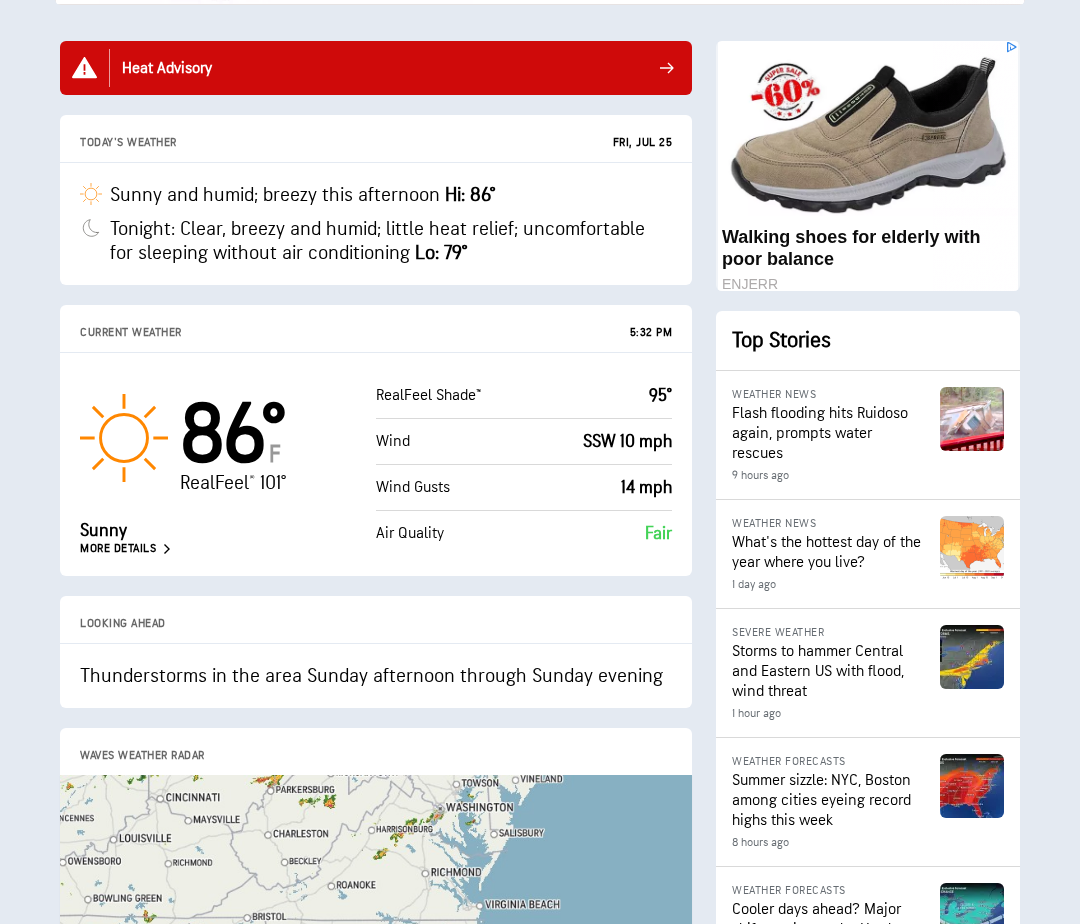 Heat Advisory
TODAY'S WEATHER
FRI, JUL 25
Sunny and humid; breezy this afternoon Hi: 86°
Tonight: Clear, breezy and humid; little heat relief; uncomfortable
for sleeping without air conditioning Lo: 79°
CURRENT WEATHER
5:32 PM
86°F
RealFeel® 101°
Sunny
MORE DETAILS
RealFeel Shade™
95°
Wind
SSW 10 mph
Wind Gusts
14 mph
Air Quality
Fair
LOOKING AHEAD
Thunderstorms in the area Sunday afternoon through Sunday evening
WAVES WEATHER RADAR
TOWSON
VINELAND
PARKERSBURG
CINCINNATI
WASHINGTON
NCENNES
MAYSVILLE
HARRISONBURG
SALISBURY
LOUISVILLE
CHARLESTON
OWENSBORO
RICHMOND
BECKLEY
RICHMOND
ROANOKE
BOWLING GREEN
VIRGINIA BEACH
BRISTOL
SUPER SALE
-60%
Walking shoes for elderly with
poor balance
ENJERR
Top Stories
WEATHER NEWS
Flash flooding hits Ruidoso
again, prompts water
rescues
9 hours ago
WEATHER NEWS
What's the hottest day of the
year where you live?
1 day ago
SEVERE WEATHER
Storms to hammer Central
and Eastern US with flood,
wind threat
1 hour ago
WEATHER FORECASTS
Summer sizzle: NYC, Boston
among cities eyeing record
highs this week
8 hours ago
WEATHER FORECASTS
Cooler days ahead? Major